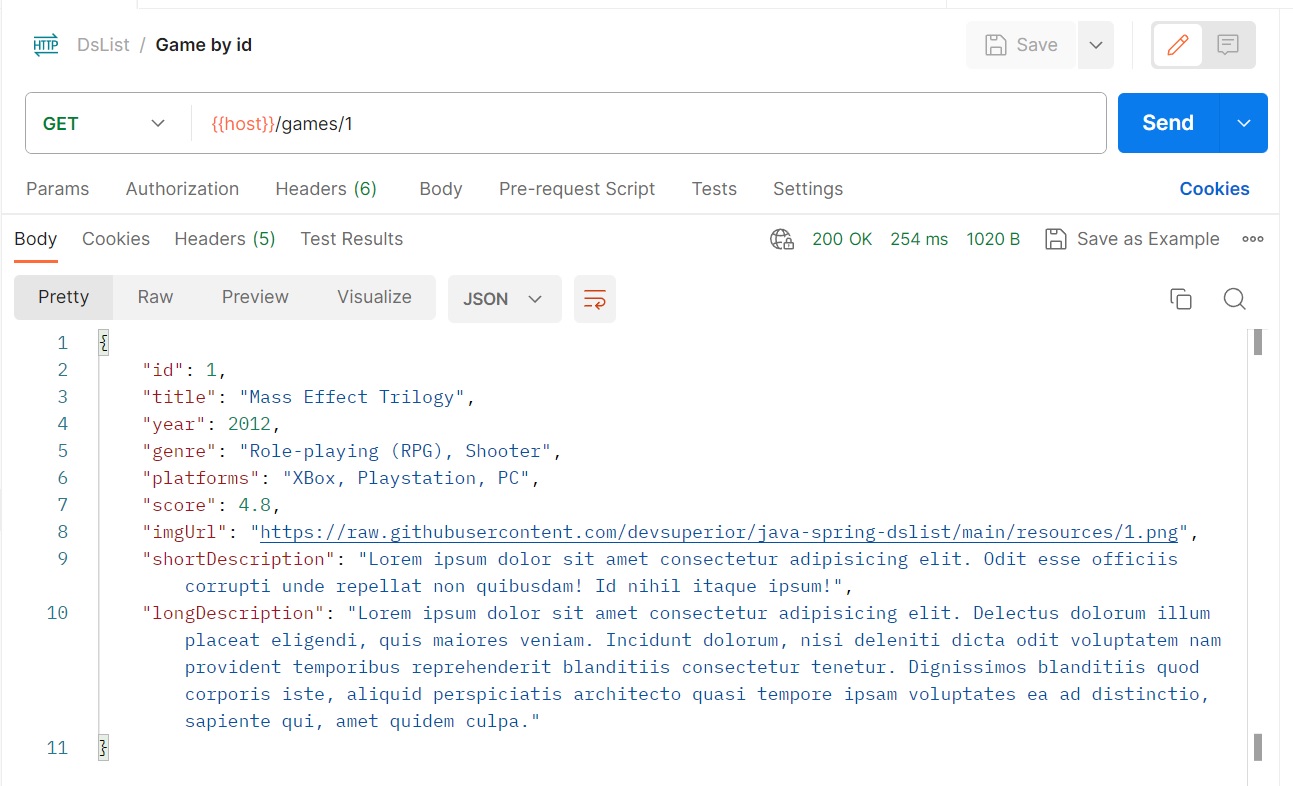 HTTP DsList / Game by id Save
GET {{host}}/games/1 Send
Params Authorization Headers (6) Body Pre-request Script Tests Settings Cookies
Body Cookies Headers (5) Test Results 200 OK 254 ms 1020 B Save as Example
Pretty Raw Preview Visualize JSON
1 {
2 "id": 1,
3 "title": "Mass Effect Trilogy",
4 "year": 2012,
5 "genre": "Role-playing (RPG), Shooter",
6 "platforms": "XBox, Playstation, PC",
7 "score": 4.8,
8 "imgUrl": "https://raw.githubusercontent.com/devsuperior/java-spring-dslist/main/resources/1.png",
9 "shortDescription": "Lorem ipsum dolor sit amet consectetur adipisicing elit. Odit esse officiis
corrupti unde repellat non quibusdam! Id nihil itaque ipsum!",
10 "longDescription": "Lorem ipsum dolor sit amet consectetur adipisicing elit. Delectus dolorum illum
placeat eligendi, quis maiores veniam. Incidunt dolorum, nisi deleniti dicta odit voluptatem nam
provident temporibus reprehenderit blanditiis consectetur tenetur. Dignissimos blanditiis quod
corporis iste, aliquid perspiciatis architecto quasi tempore ipsam voluptates ea ad distinctio,
sapiente qui, amet quidem culpa."
11 }